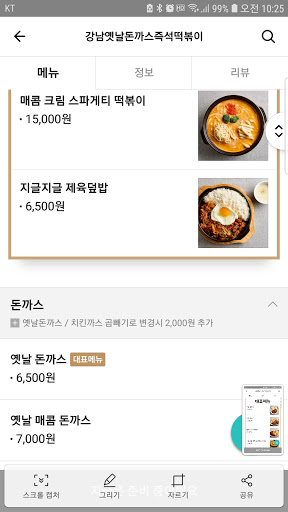 KT
99% 오전 10:25
강남옛날돈까스즉석떡볶이
메뉴 정보 리뷰
매콤 크림 스파게티 떡볶이
· 15,000원
지글지글 제육덮밥
· 6,500원
돈까스
옛날돈까스 / 치킨까스 곱빼기로 변경시 2,000원 추가
옛날 돈까스 대표메뉴
· 6,500원
옛날 매콤 돈까스
· 7,000원
대표메뉴
스크롤 캡처 그리기 자르기 공유